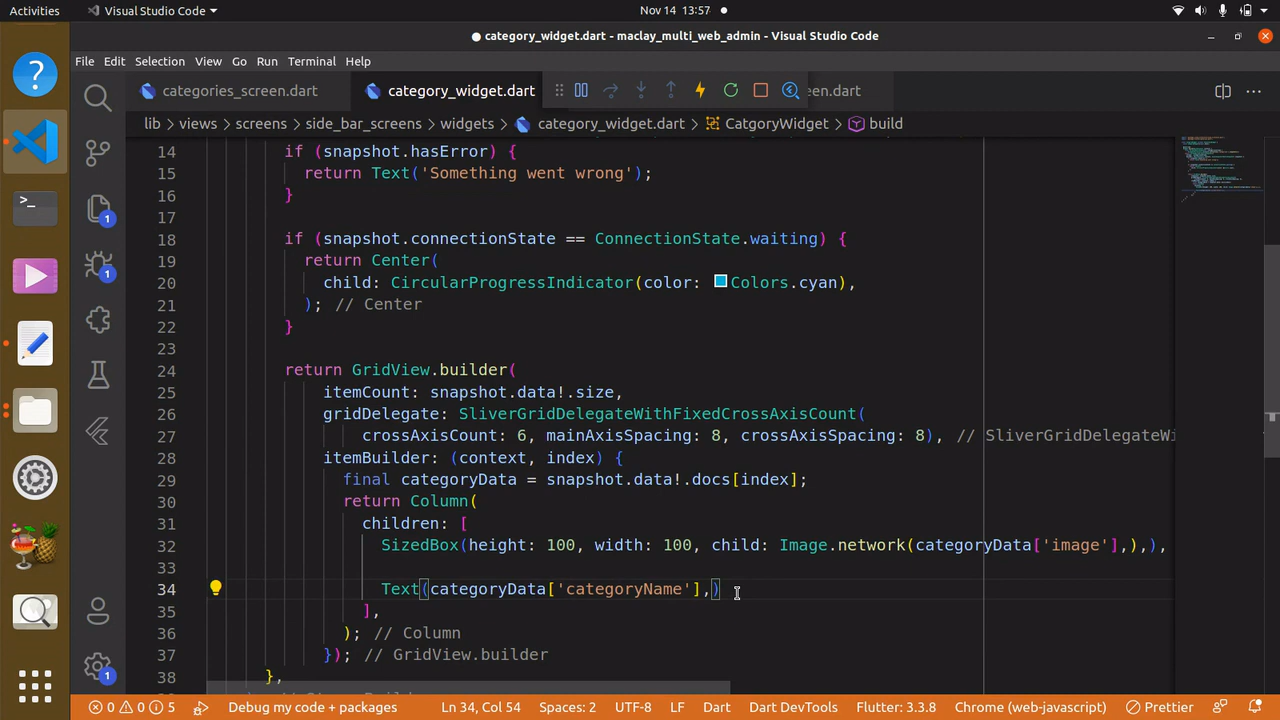 Activities
Visual Studio Code
Nov 14 13:57
category_widget.dart - maclay_multi_web_admin - Visual Studio Code
File Edit Selection View Go Run Terminal Help
categories_screen.dart
category_widget.dart
een.dart
lib > views > screens > side_bar_screens > widgets > category_widget.dart > CatgoryWidget > build
14 if (snapshot.hasError) {
15 return Text('Something went wrong');
16 }
17
18 if (snapshot.connectionState == ConnectionState.waiting) {
19 return Center(
20 child: CircularProgressIndicator(color: Colors.cyan),
21 ); // Center
22 }
23
24 return GridView.builder(
25 itemCount: snapshot.data!.size,
26 gridDelegate: SliverGridDelegateWithFixedCrossAxisCount(
27 crossAxisCount: 6, mainAxisSpacing: 8, crossAxisSpacing: 8), // SliverGridDelegateWi
28 itemBuilder: (context, index) {
29 final categoryData = snapshot.data!.docs[index];
30 return Column(
31 children: [
32 SizedBox(height: 100, width: 100, child: Image.network(categoryData['image'],),),
33
34 Text(categoryData['categoryName'],)
35 ],
36 ); // Column
37 }); // GridView.builder
38 },
1
1
1
0 0 5
Debug my code + packages
Ln 34, Col 54
Spaces: 2
UTF-8
LF
Dart
Dart DevTools
Flutter: 3.3.8
Chrome (web-javascript)
Prettier